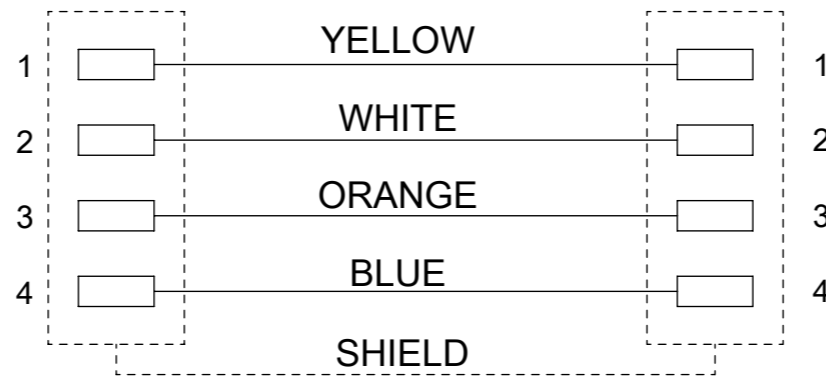 YELLOW
1 1
WHITE
2 2
ORANGE
3 3
BLUE
4 4
SHIELD